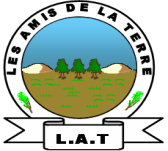 LES AMIS DE LA TERRE
L.A.T